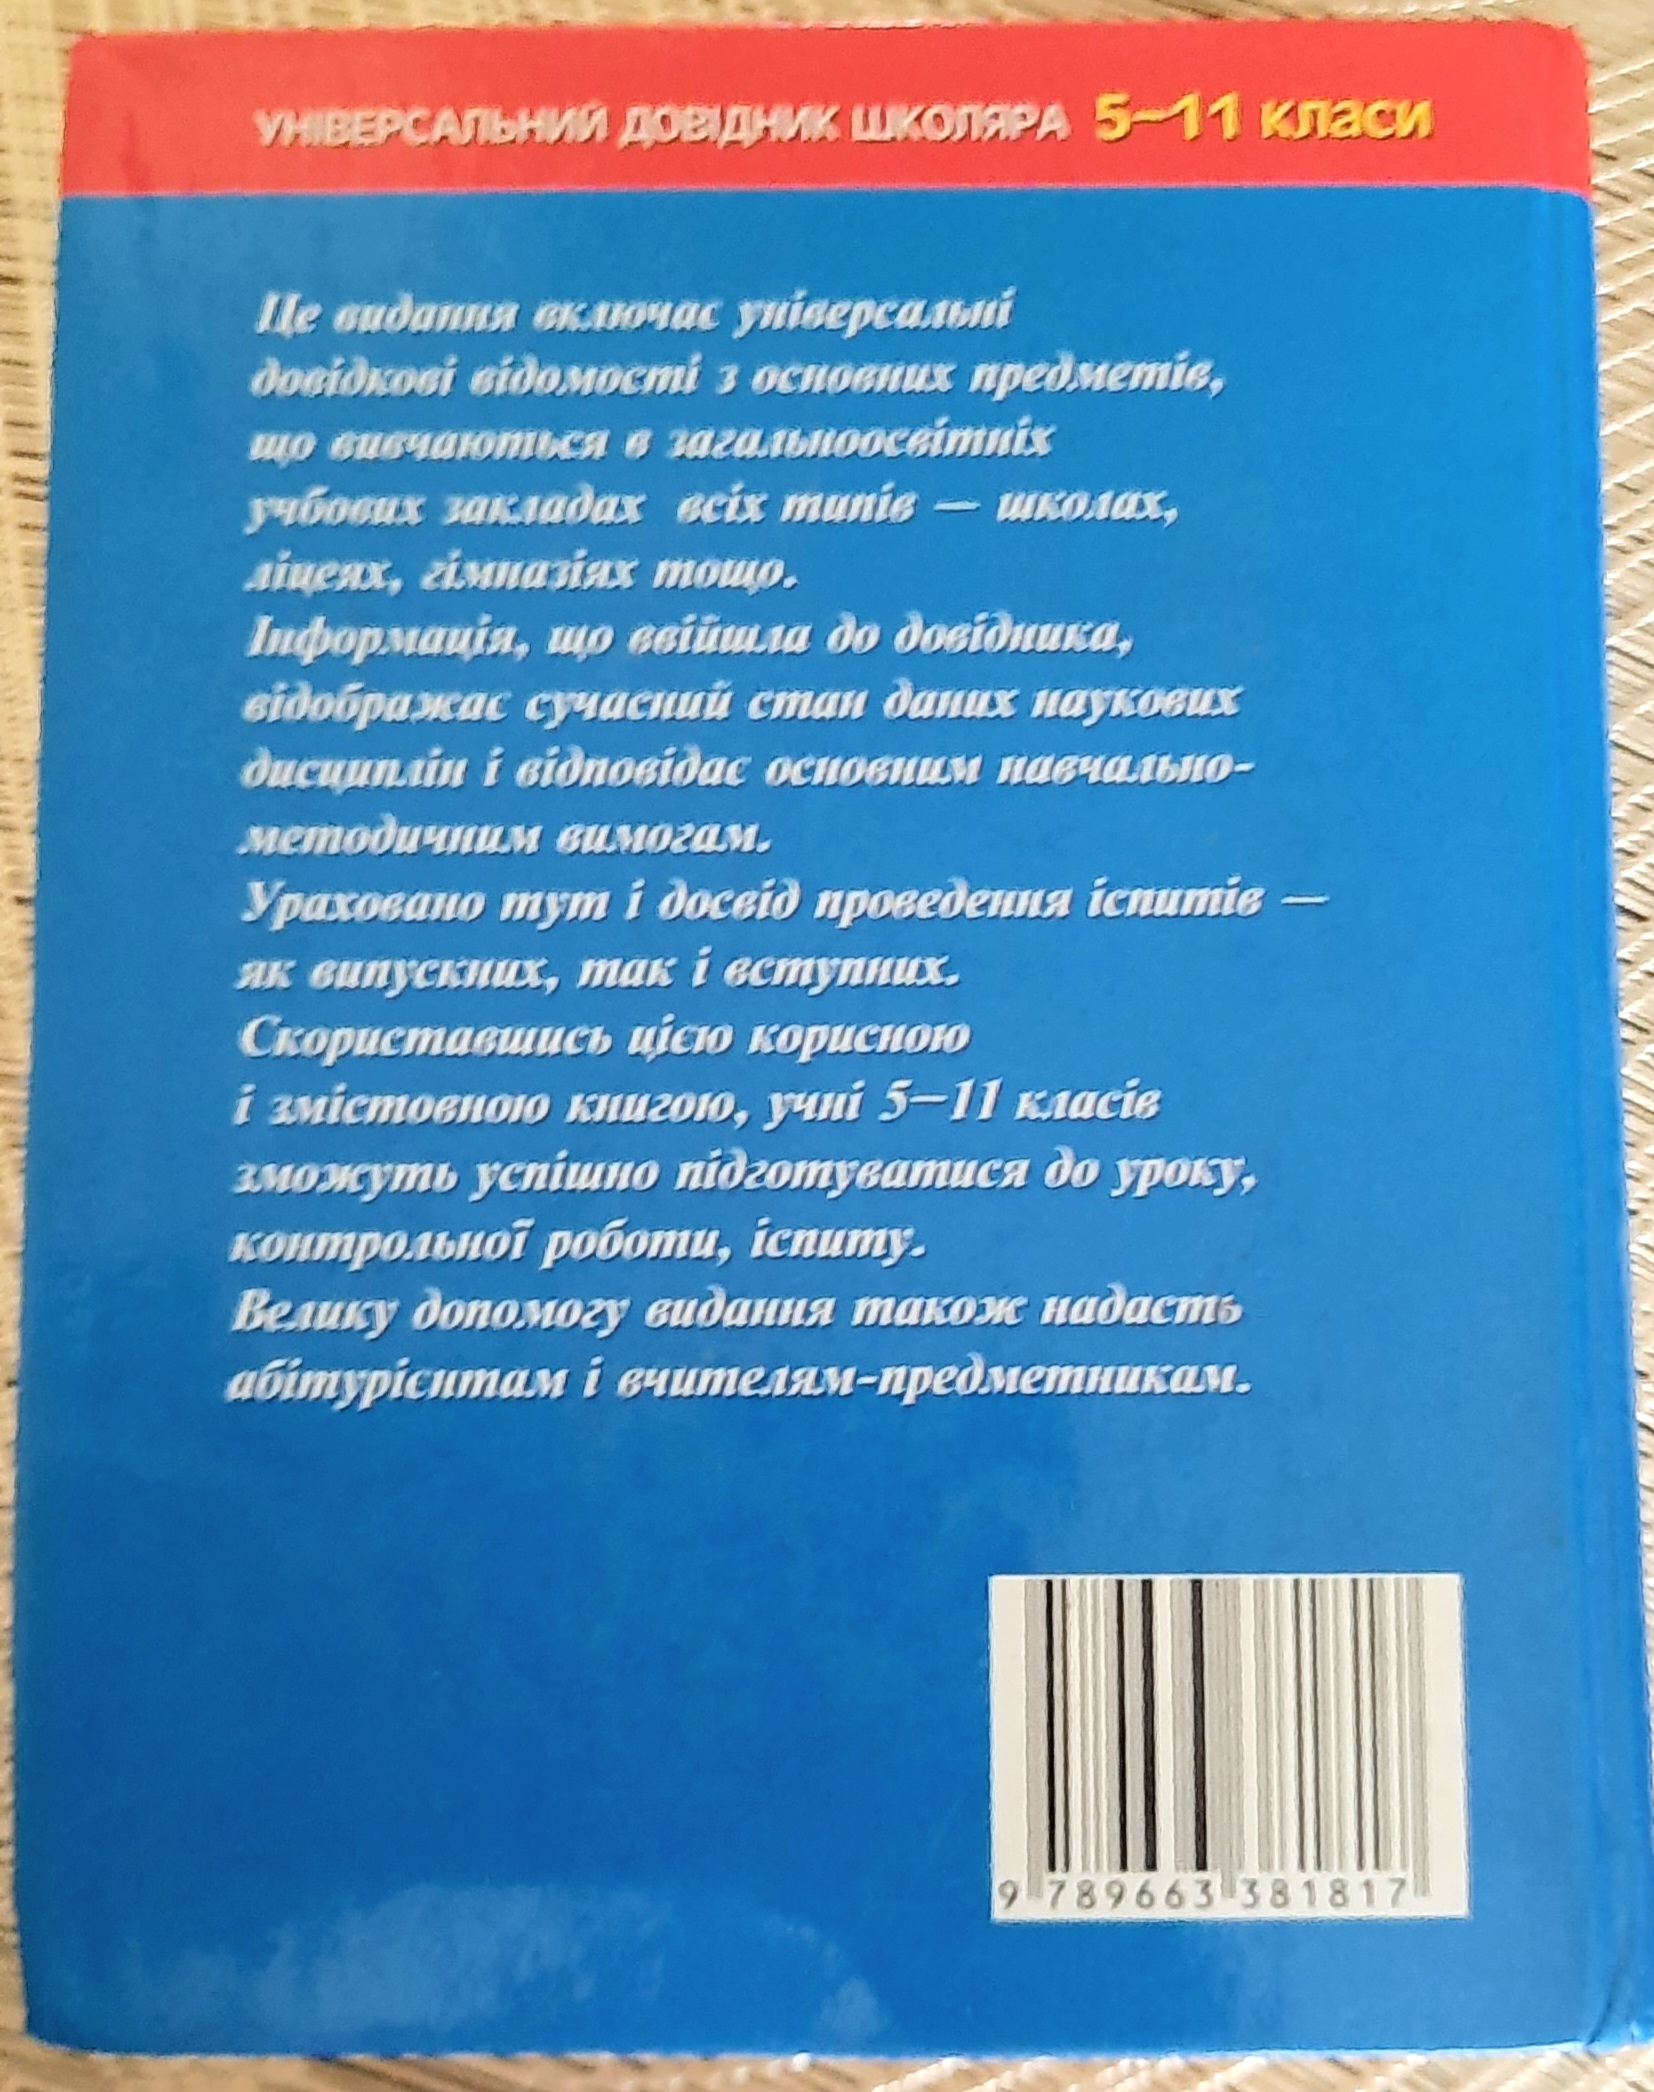 УНІВЕРСАЛЬНИЙ ДОВІДНИК ШКОЛЯРА 5–11 класи
Це видання включає універсальні
довідкові відомості з основних предметів,
що вивчаються в загальноосвітніх
учбових закладах всіх типів — школах,
ліцеях, гімназіях тощо.
Інформація, що ввійшла до довідника,
відображає сучасний стан даних наукових
дисциплін і відповідає основним навчально-
методичним вимогам.
Ураховано тут і досвід проведення іспитів —
як випускних, так і вступних.
Скориставшись цією корисною
і змістовною книгою, учні 5–11 класів
зможуть успішно підготуватися до уроку,
контрольної роботи, іспиту.
Велику допомогу видання також надасть
абітурієнтам і вчителям-предметникам.
9 789663 381817